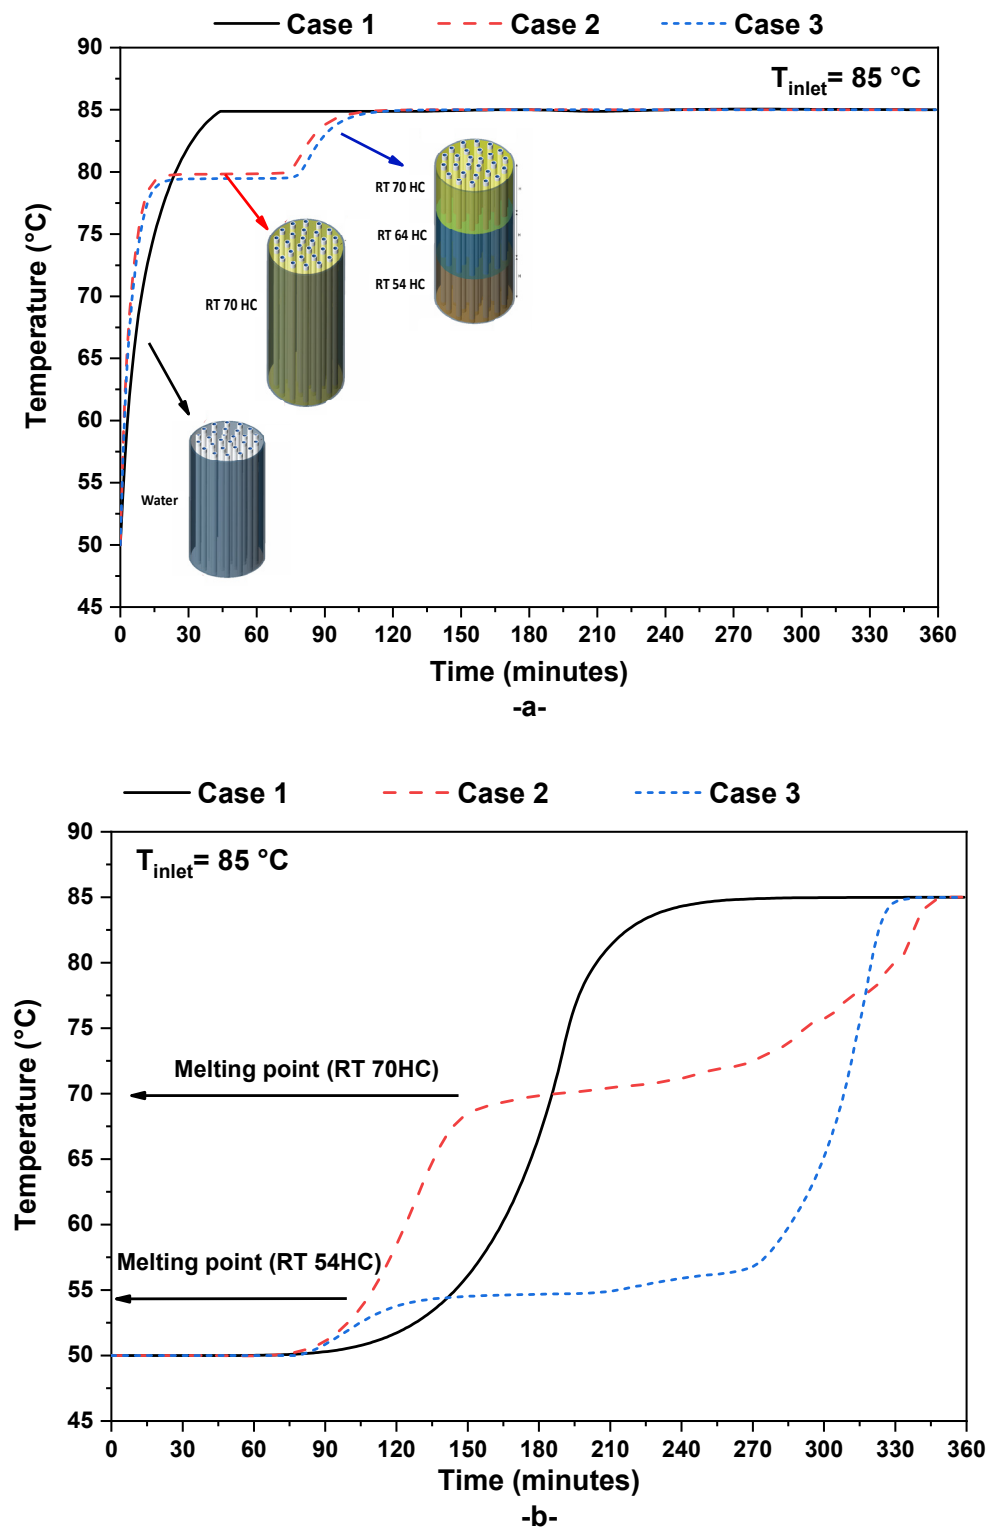 Case 1 Case 2 Case 3
90
T_inlet= 85 °C
85
80
75
70
65
60
55
50
45
Temperature (°C)
RT 70 HC
RT 64 HC
RT 54 HC
RT 70 HC
Water
0 30 60 90 120 150 180 210 240 270 300 330 360
Time (minutes)
-a-
Case 1 Case 2 Case 3
90
T_inlet= 85 °C
85
80
75
Melting point (RT 70HC)
70
65
60
Melting point (RT 54HC)
55
50
45
Temperature (°C)
0 30 60 90 120 150 180 210 240 270 300 330 360
Time (minutes)
-b-